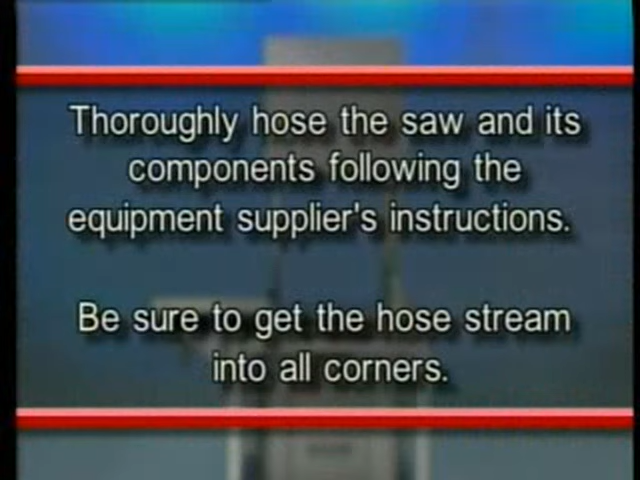 Thoroughly hose the saw and its
components following the
equipment supplier's instructions.
Be sure to get the hose stream
into all corners.